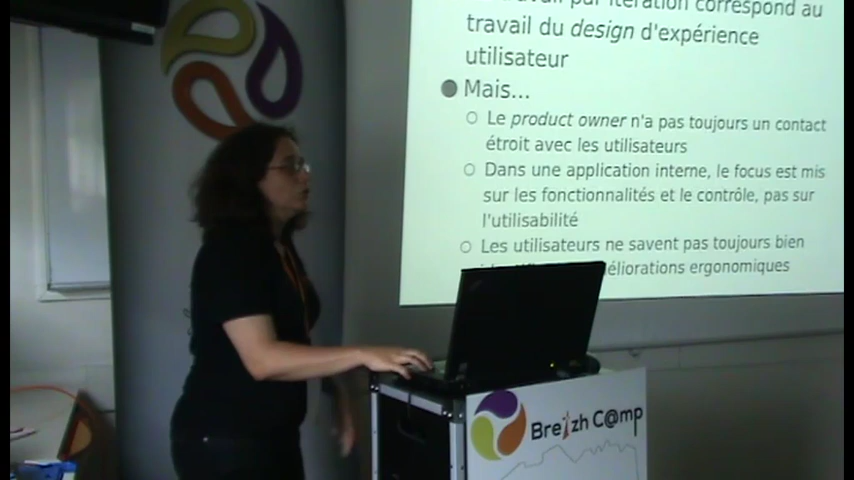 travail par itération correspond au
travail du design d'expérience
utilisateur
Mais...
Le product owner n'a pas toujours un contact
étroit avec les utilisateurs
Dans une application interne, le focus est mis
sur les fonctionnalités et le contrôle, pas sur
l'utilisabilité
Les utilisateurs ne savent pas toujours bien
ergonomiques
Breizh C@mp